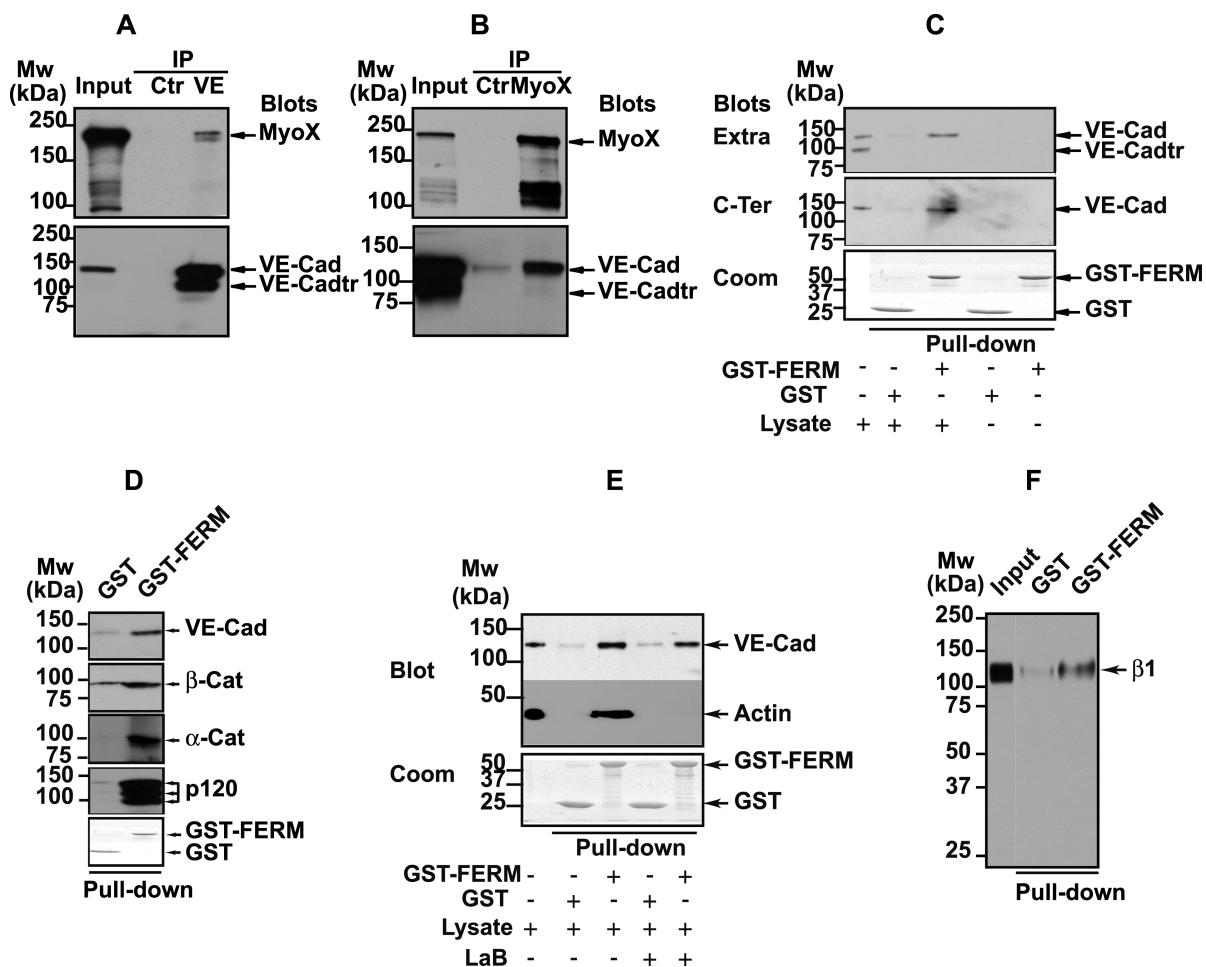 A
IP
Mw
(kDa)
Input Ctr VE
Blots
250
MyoX
150
100
250
150
VE-Cad
100
VE-Cadtr
75
B
IP
Mw
(kDa)
Input CtrMyoX
Blots
250
MyoX
150
100
150
VE-Cad
100
VE-Cadtr
75
C
Mw
(kDa)
Blots
Extra
150
VE-Cad
100
VE-Cadtr
75
C-Ter
150
VE-Cad
100
75
Coom
50
GST-FERM
37
25
GST
Pull-down
GST-FERM - - + - +
GST - + - + -
Lysate + + + - -
D
Mw
(kDa)
GST
GST-FERM
150
VE-Cad
100
100
β-Cat
75
100
α-Cat
75
150
p120
100
GST-FERM
GST
Pull-down
E
Mw
(kDa)
150
VE-Cad
100
Blot
50
Actin
Coom
50
GST-FERM
37
25
GST
Pull-down
GST-FERM - - + - +
GST - + - + -
Lysate + + + + +
LaB - - - + +
F
Mw
(kDa)
Input
GST
GST-FERM
250
150
β1
100
75
50
37
25
Pull-down